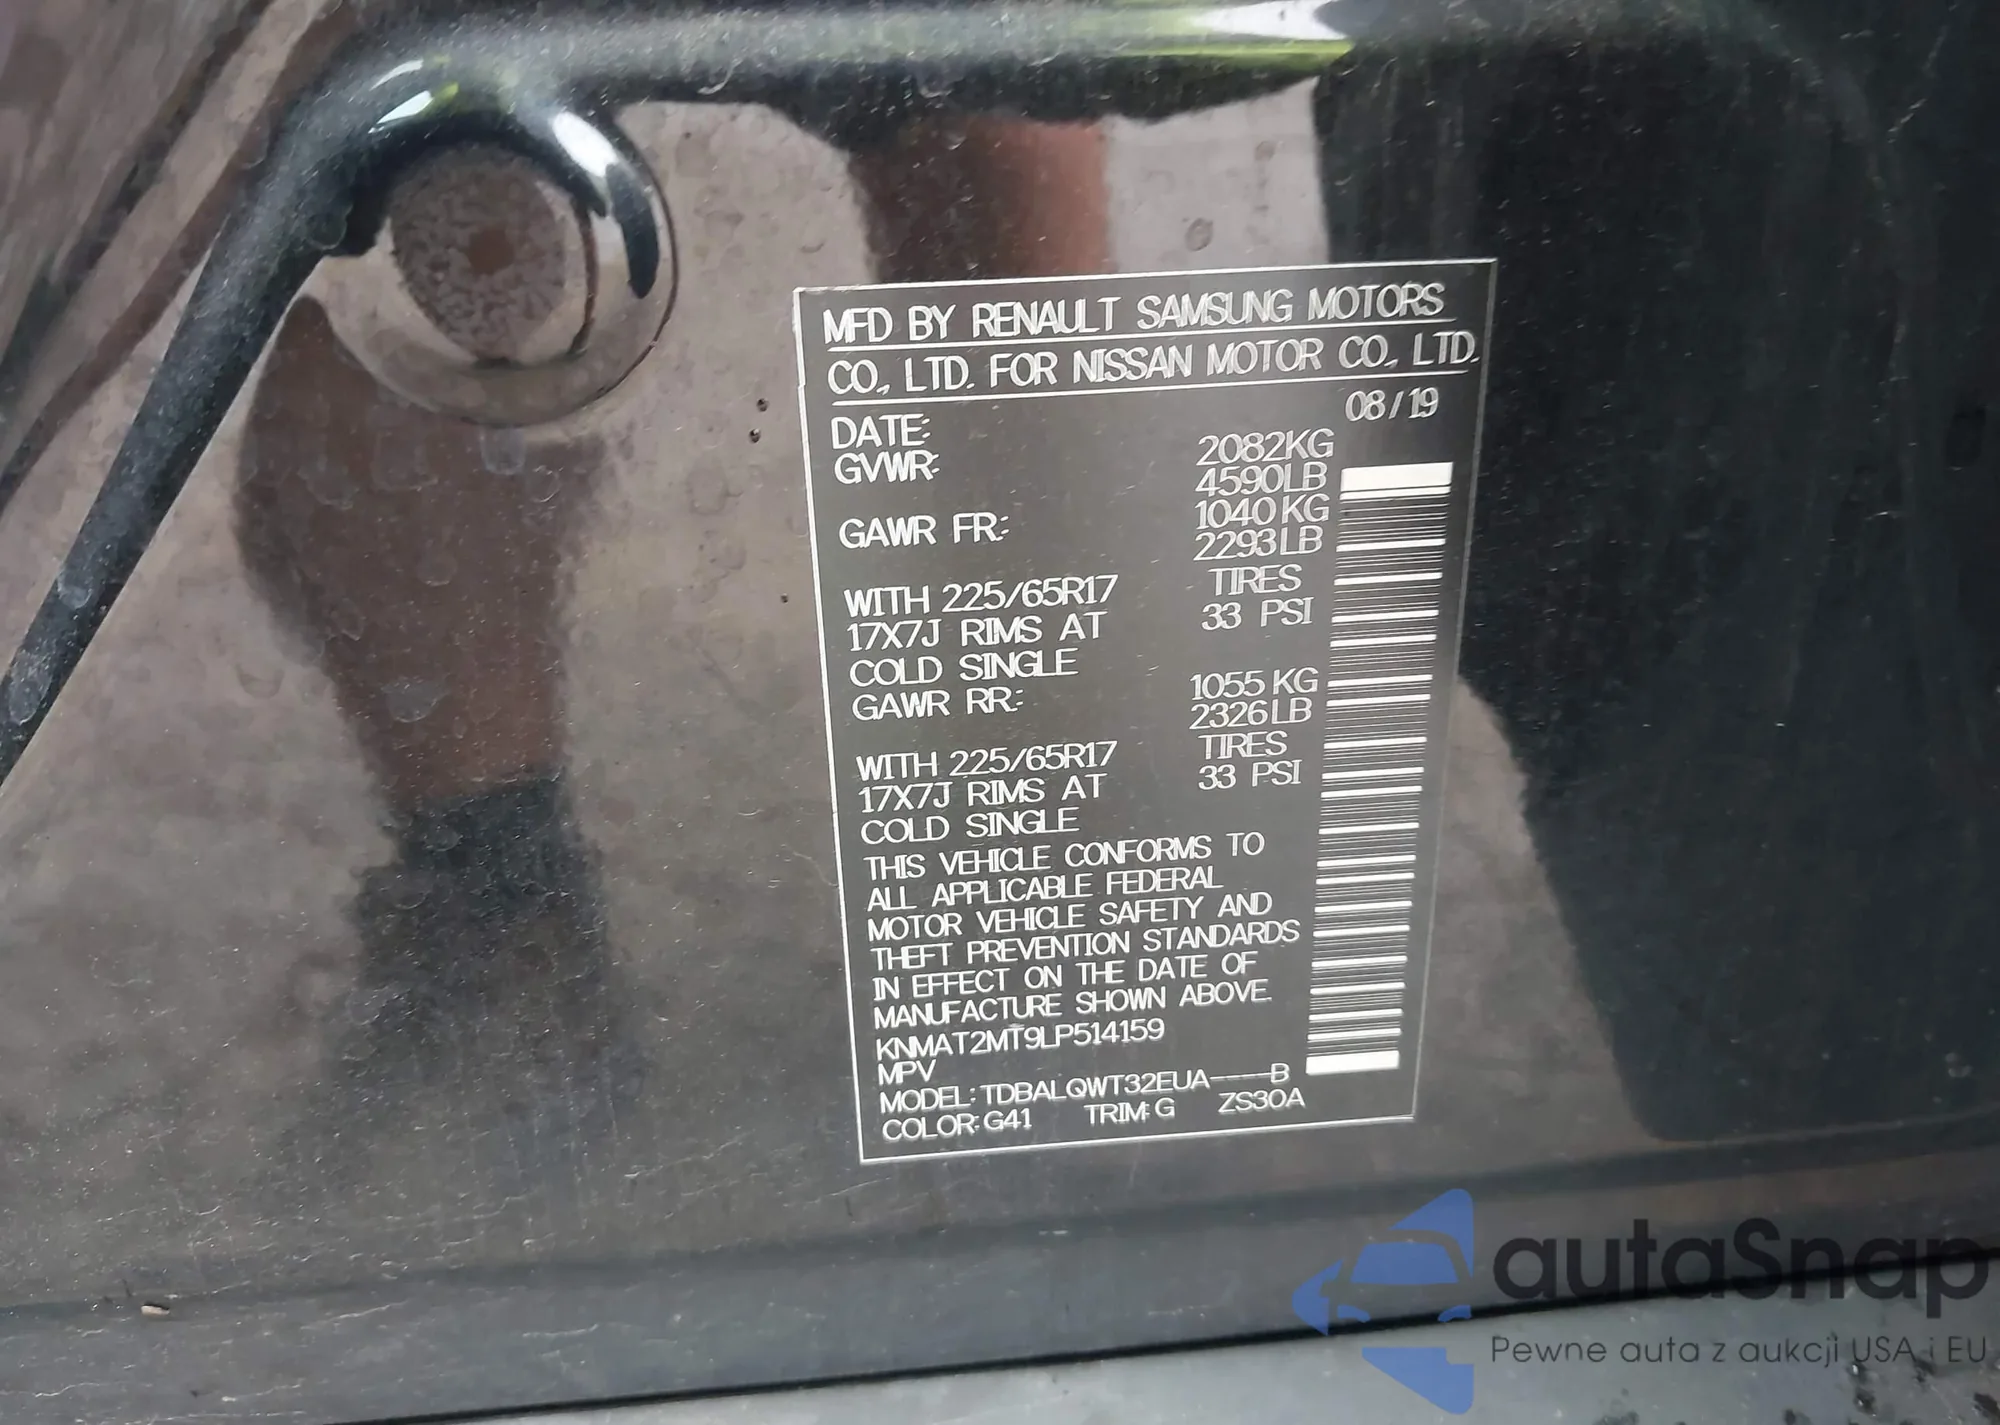 MFD BY RENAULT SAMSUNG MOTORS
CO., LTD. FOR NISSAN MOTOR CO., LTD.
DATE: 08/19
GVWR: 2082KG
4590LB
GAWR FR: 1040KG
2293LB
WITH 225/65R17 TIRES
17X7J RIMS AT 33 PSI
COLD SINGLE
GAWR RR: 1055KG
2326LB
WITH 225/65R17 TIRES
17X7J RIMS AT 33 PSI
COLD SINGLE
THIS VEHICLE CONFORMS TO
ALL APPLICABLE FEDERAL
MOTOR VEHICLE SAFETY AND
THEFT PREVENTION STANDARDS
IN EFFECT ON THE DATE OF
MANUFACTURE SHOWN ABOVE.
KNMAT2MT9LP514159
MPV
MODEL: TDBALQWT32EUA----B
COLOR: G41 TRIM: G ZS30A
autaSnap
Pewne auta z aukcji USA i EU